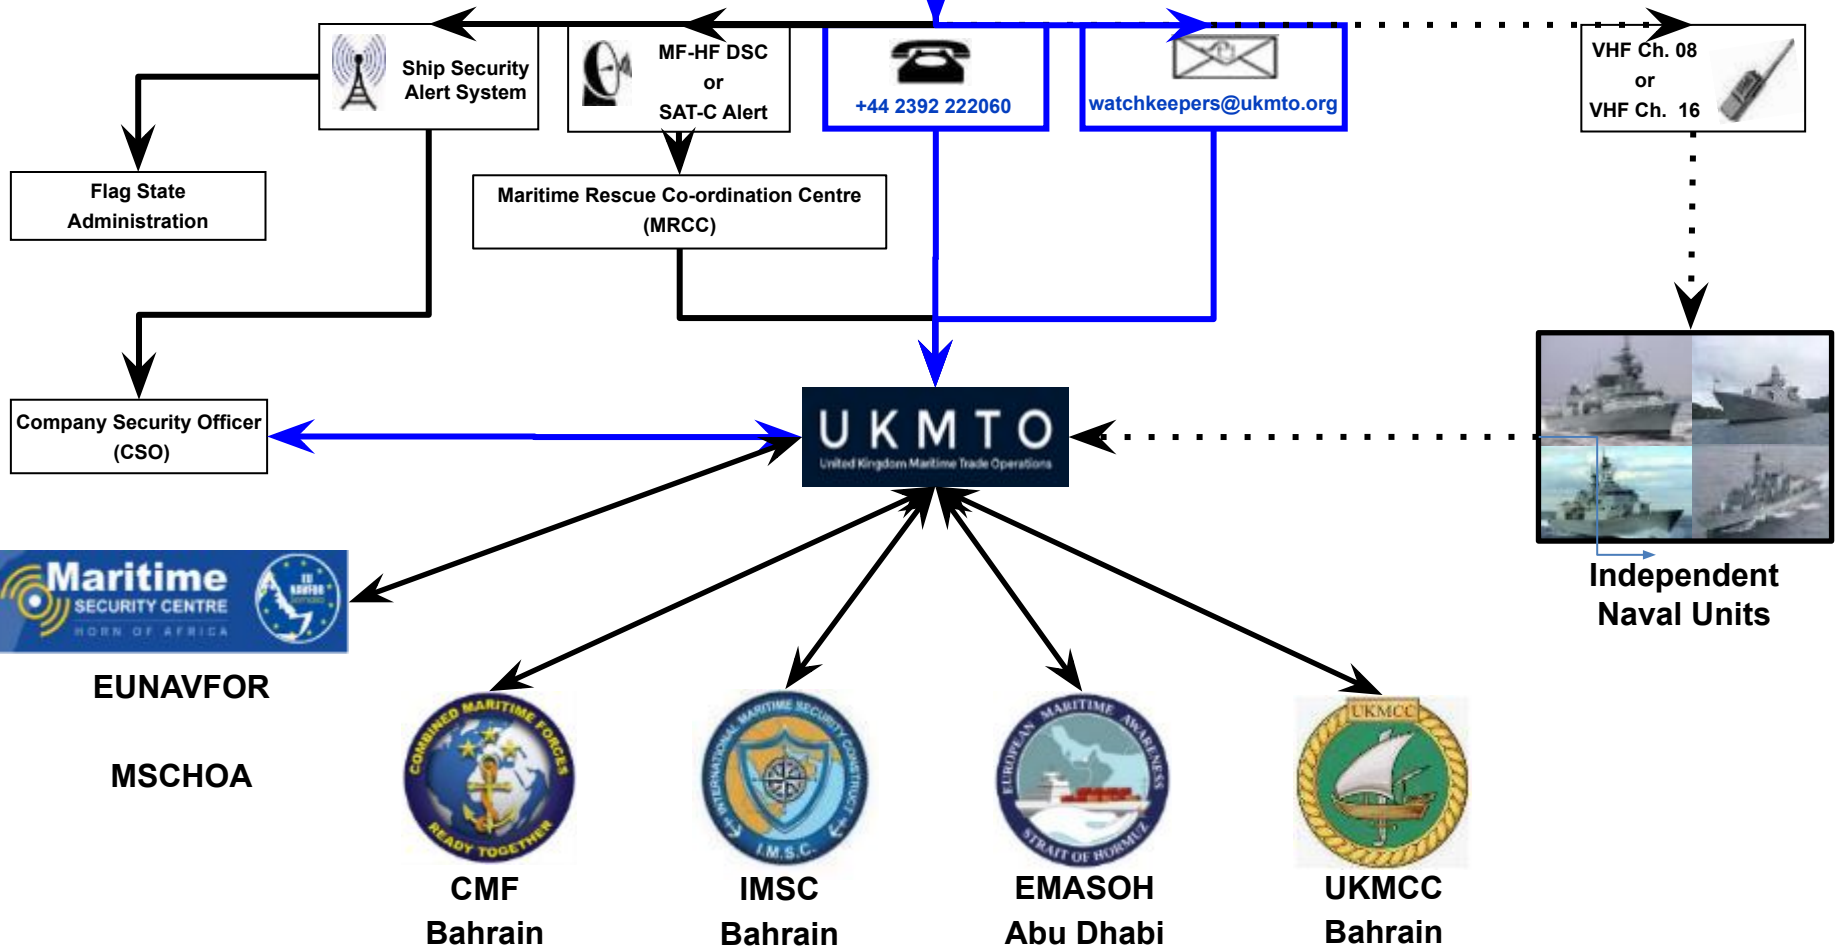 Ship Security
Alert System
MF-HF DSC
or
SAT-C Alert
+44 2392 222060
watchkeepers@ukmto.org
VHF Ch. 08
or
VHF Ch. 16
Flag State
Administration
Maritime Rescue Co-ordination Centre
(MRCC)
Company Security Officer
(CSO)
UKMTO
United Kingdom Maritime Trade Operations
Independent
Naval Units
Maritime
SECURITY CENTRE
HORN OF AFRICA
EU
NAVFOR
EUNAVFOR
MSCHOA
COMBINED MARITIME FORCES
READY TOGETHER
CMF
Bahrain
INTERNATIONAL MARITIME SECURITY CONSTRUCT
I.M.S.C.
IMSC
Bahrain
EUROPEAN MARITIME AWARENESS
STRAIT OF HORMUZ
EMASOH
Abu Dhabi
UKMCC
UKMCC
Bahrain